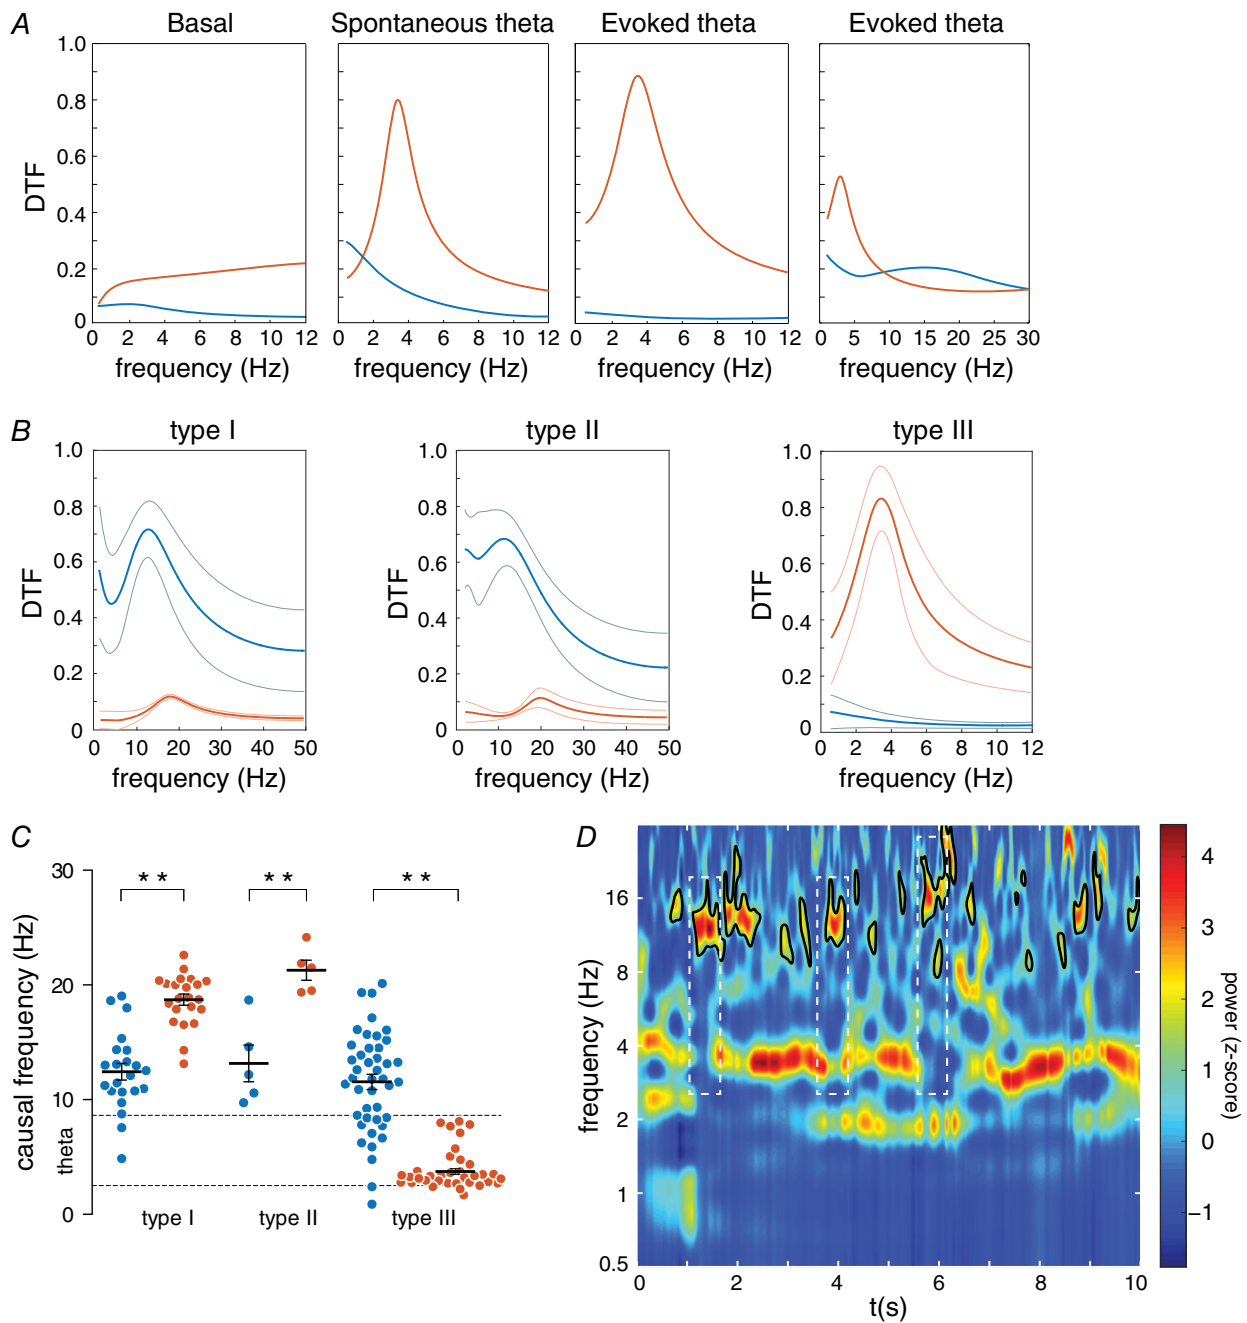 A
Basal
Spontaneous theta
Evoked theta
Evoked theta
DTF
1.0
0.8
0.6
0.4
0.2
0
0 2 4 6 8 10 12
0 2 4 6 8 10 12
0 2 4 6 8 10 12
0 5 10 15 20 25 30
frequency (Hz)
frequency (Hz)
frequency (Hz)
frequency (Hz)
B
type I
type II
type III
DTF
1.0
0.8
0.6
0.4
0.2
0
0 10 20 30 40 50
frequency (Hz)
DTF
1.0
0.8
0.6
0.4
0.2
0
0 10 20 30 40 50
frequency (Hz)
DTF
1.0
0.8
0.6
0.4
0.2
0
0 2 4 6 8 10 12
frequency (Hz)
C
causal frequency (Hz)
theta
30
20
10
0
* *
* *
* *
type I
type II
type III
D
frequency (Hz)
16
8
4
2
1
0.5
0 2 4 6 8 10
t(s)
4
3
2
1
0
−1
power (z-score)